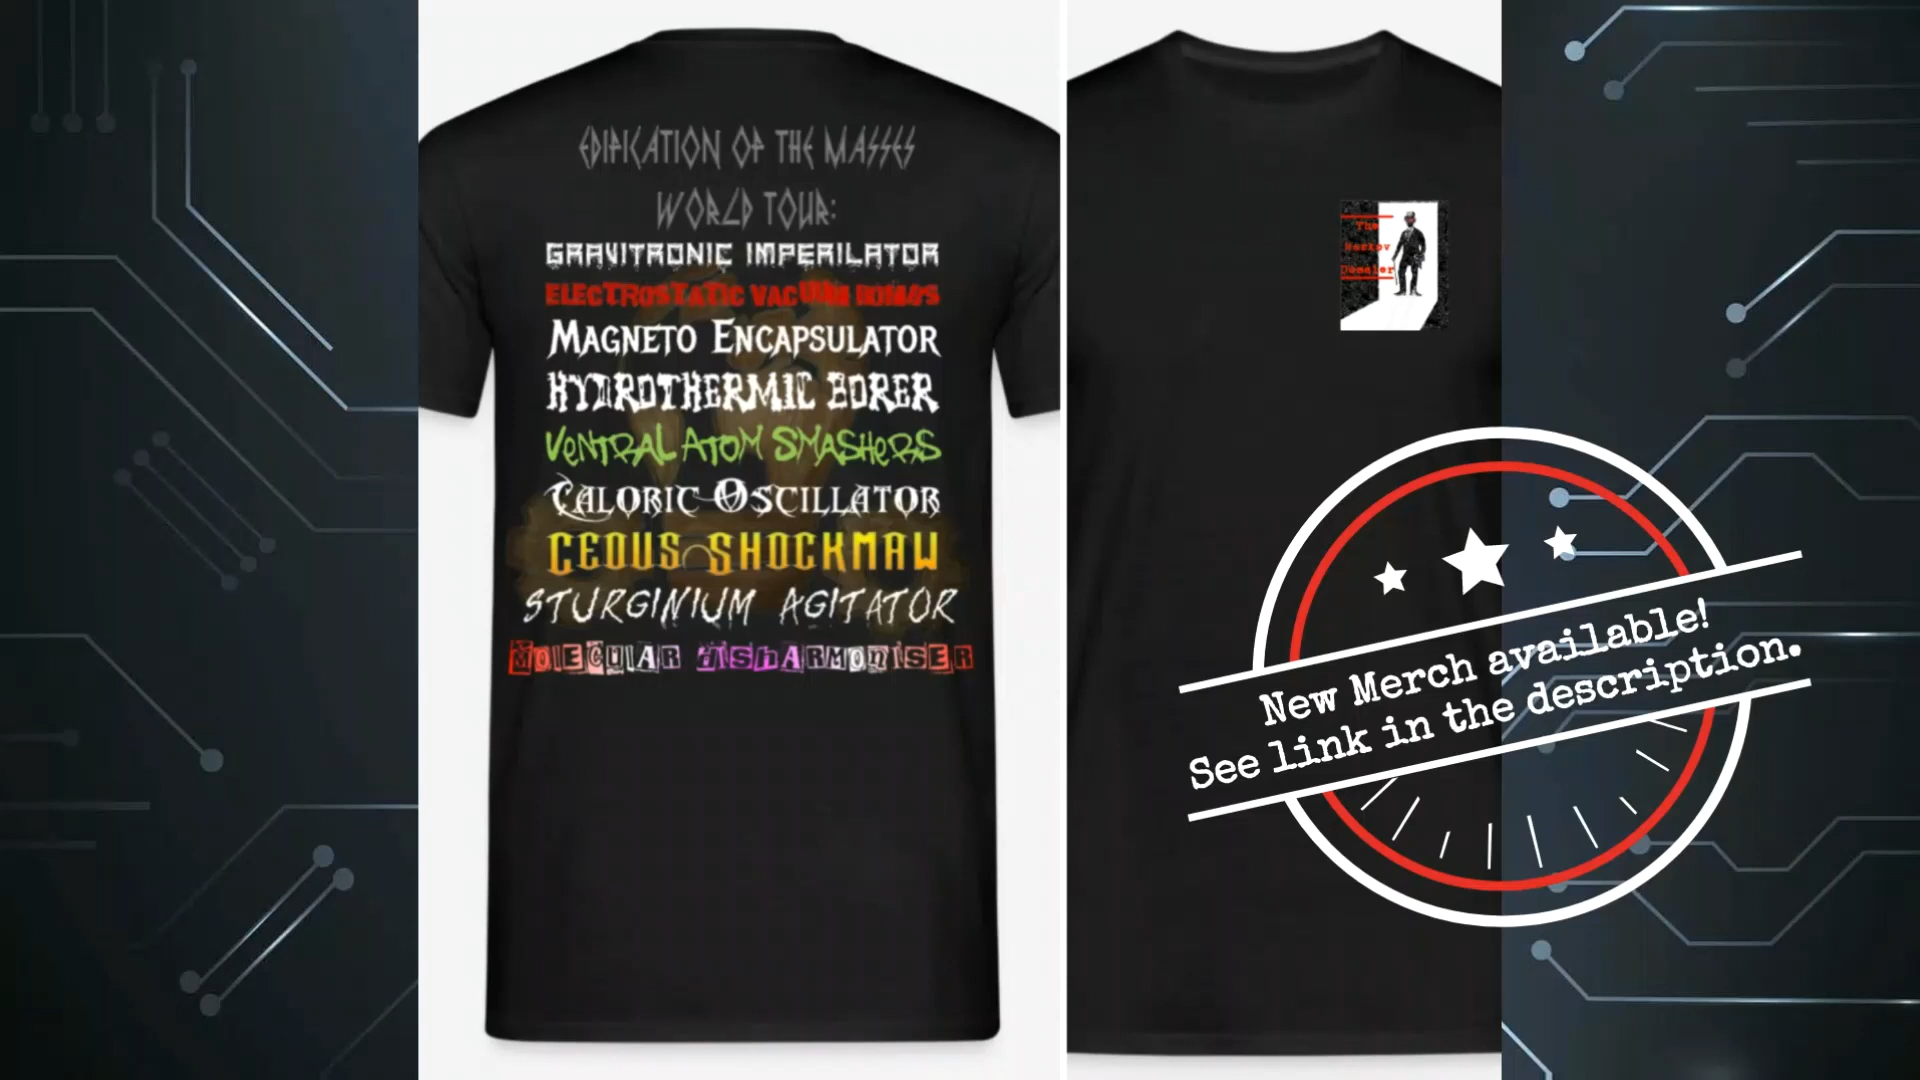 EDIFICATION OF THE MASSES
WORLD TOUR:
GRAVITRONIC IMPERILATOR
ELECTROSTATIC VACUUM BOMBS
MAGNETO ENCAPSULATOR
HYDROTHERMIC BORER
VENTRAL ATOM SMASHERS
CALORIC OSCILLATOR
CEOUS SHOCKMAW
STURGINIUM AGITATOR
MOLECULAR DISHARMONISER
The
New Merch available!
See link in the description.